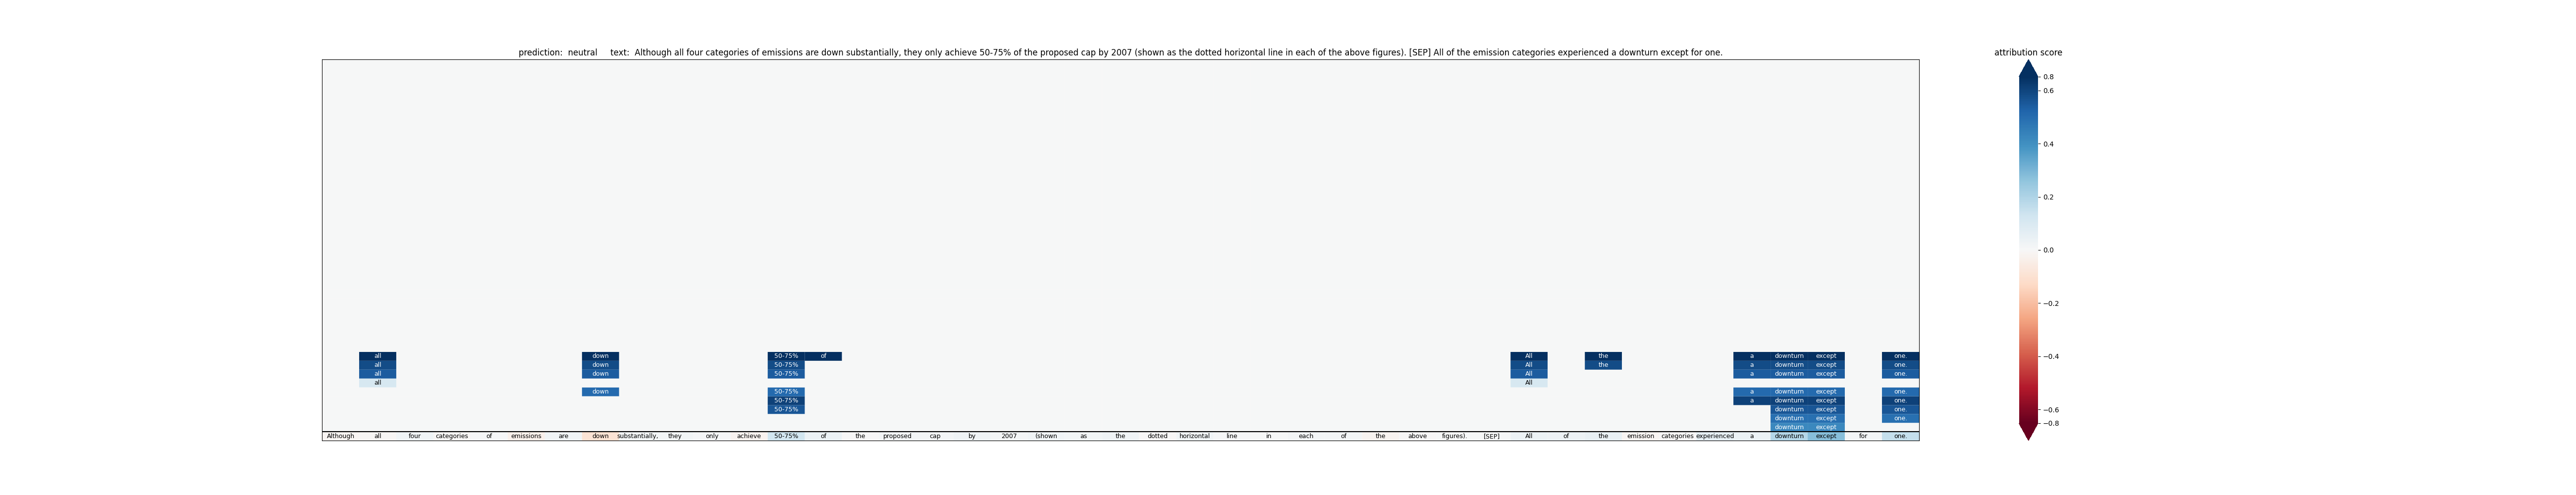 prediction: neutral text: Although all four categories of emissions are down substantially, they only achieve 50-75% of the proposed cap by 2007 (shown as the dotted horizontal line in each of the above figures). [SEP] All of the emission categories experienced a downturn except for one.
attribution score
0.8
0.6
0.4
0.2
0.0
−0.2
−0.4
−0.6
−0.8
all down 50-75% of All the a downturn except one.
all down 50-75% All the a downturn except one.
all down 50-75% All a downturn except one.
all All
down 50-75% a downturn except one.
50-75% a downturn except one.
50-75% downturn except one.
downturn except one.
downturn except
Although all four categories of emissions are down substantially, they only achieve 50-75% of the proposed cap by 2007 (shown as the dotted horizontal line in each of the above figures). [SEP] All of the emission categories experienced a downturn except for one.